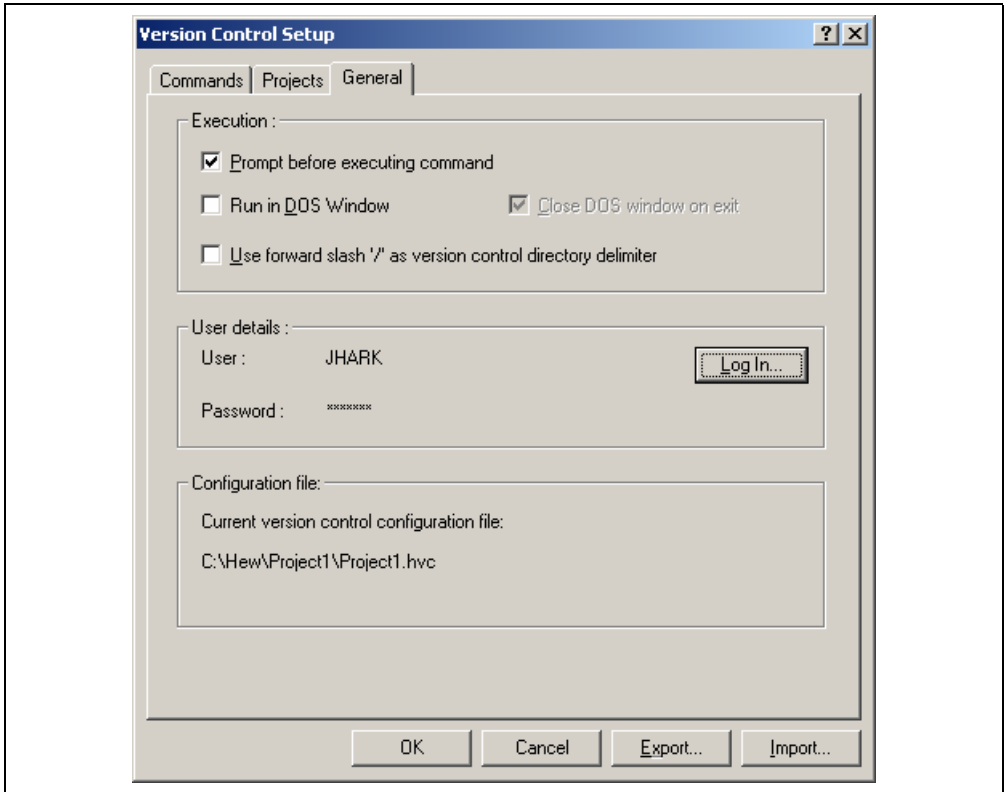 Version Control Setup
Commands Projects General
Execution :
Prompt before executing command
Run in DOS Window Close DOS window on exit
Use forward slash '/' as version control directory delimiter
User details :
User : JHARK Log In...
Password : *******
Configuration file:
Current version control configuration file:
C:\Hew\Project1\Project1.hvc
OK Cancel Export... Import...